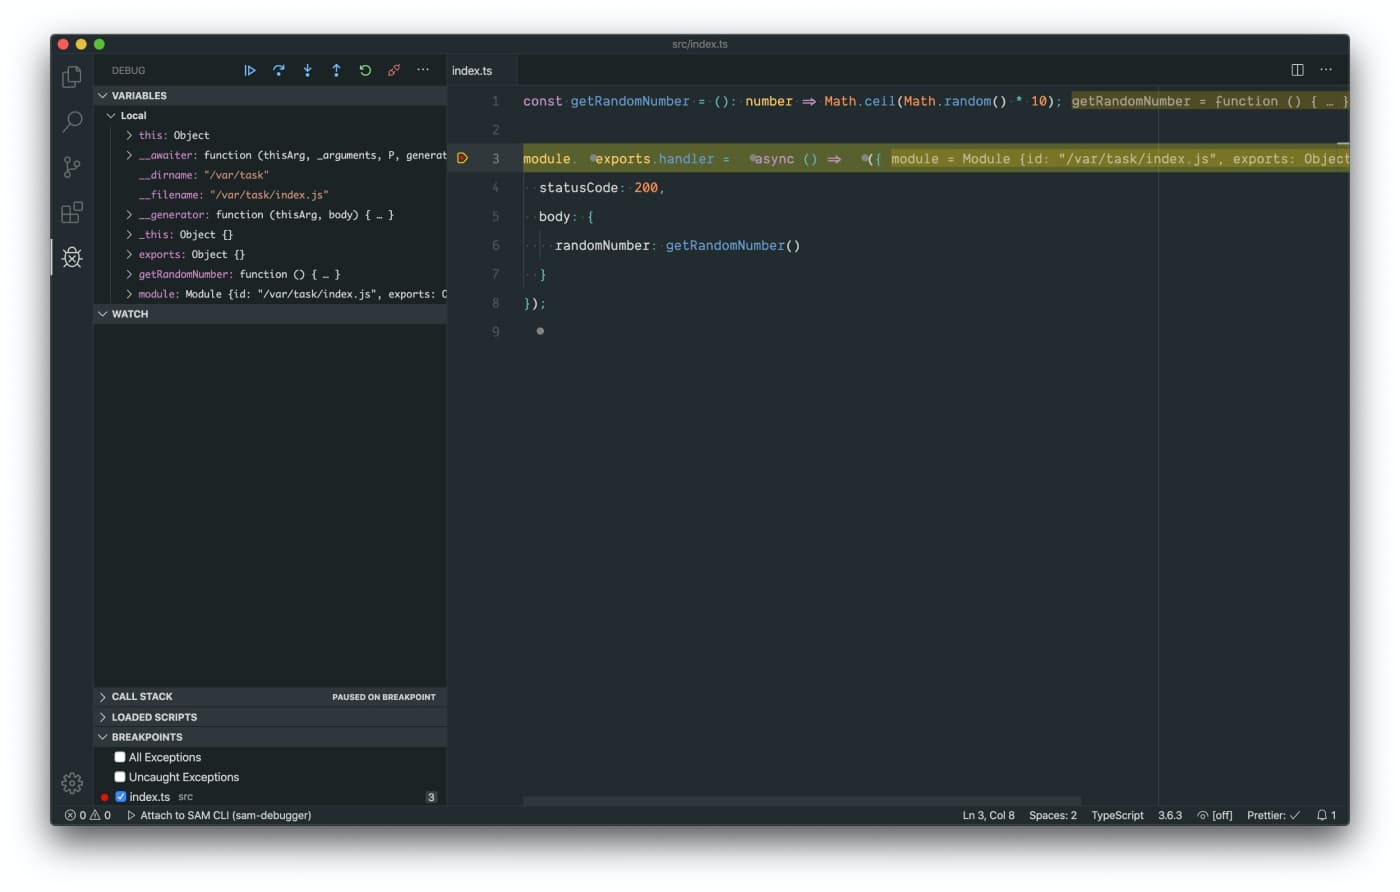 src/index.ts
DEBUG
index.ts
VARIABLES
Local
this: Object
__awaiter: function (thisArg, _arguments, P, generat
__dirname: "/var/task"
__filename: "/var/task/index.js"
__generator: function (thisArg, body) { … }
_this: Object {}
exports: Object {}
getRandomNumber: function () { … }
module: Module {id: "/var/task/index.js", exports: O
WATCH
CALL STACK PAUSED ON BREAKPOINT
LOADED SCRIPTS
BREAKPOINTS
All Exceptions
Uncaught Exceptions
index.ts src 3
1 const getRandomNumber = (): number => Math.ceil(Math.random() * 10); getRandomNumber = function () { … }
2
3 module. exports.handler = async () => ({ module = Module {id: "/var/task/index.js", exports: Object
4 statusCode: 200,
5 body: {
6 randomNumber: getRandomNumber()
7 }
8 });
9
0 0 Attach to SAM CLI (sam-debugger) Ln 3, Col 8 Spaces: 2 TypeScript 3.6.3 [off] Prettier: ✓ 1